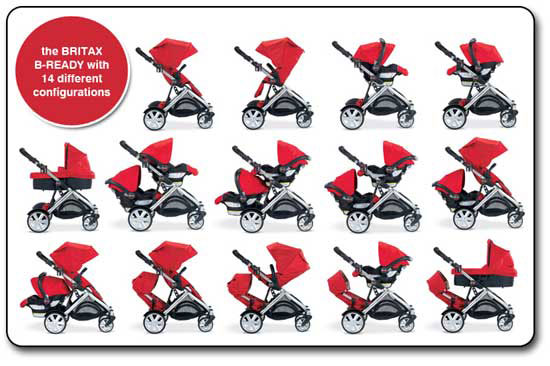 the BRITAX
B-READY with
14 different
configurations